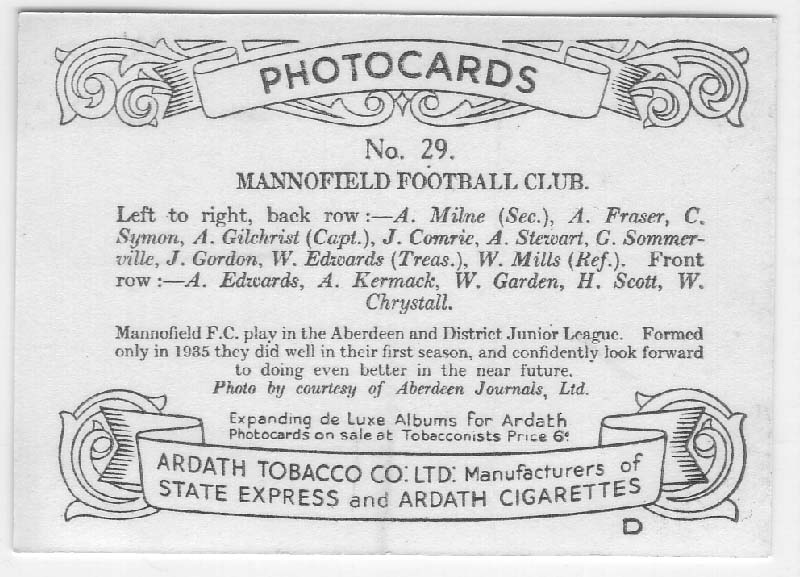 PHOTOCARDS
No. 29.
MANNOFIELD FOOTBALL CLUB.
Left to right, back row :—A. Milne (Sec.), A. Fraser, C.
Symon, A. Gilchrist (Capt.), J. Comrie, A. Stewart, G. Sommer-
ville, J. Gordon, W. Edwards (Treas.), W. Mills (Ref.). Front
row :—A. Edwards, A. Kermack, W. Garden, H. Scott, W.
Chrystall.
Mannofield F.C. play in the Aberdeen and District Junior League. Formed
only in 1935 they did well in their first season, and confidently look forward
to doing even better in the near future.
Photo by courtesy of Aberdeen Journals, Ltd.
Expanding de Luxe Albums for Ardath
Photocards on sale at Tobacconists Price 6ᵈ
ARDATH TOBACCO CO: LTD: Manufacturers of
STATE EXPRESS and ARDATH CIGARETTES
D